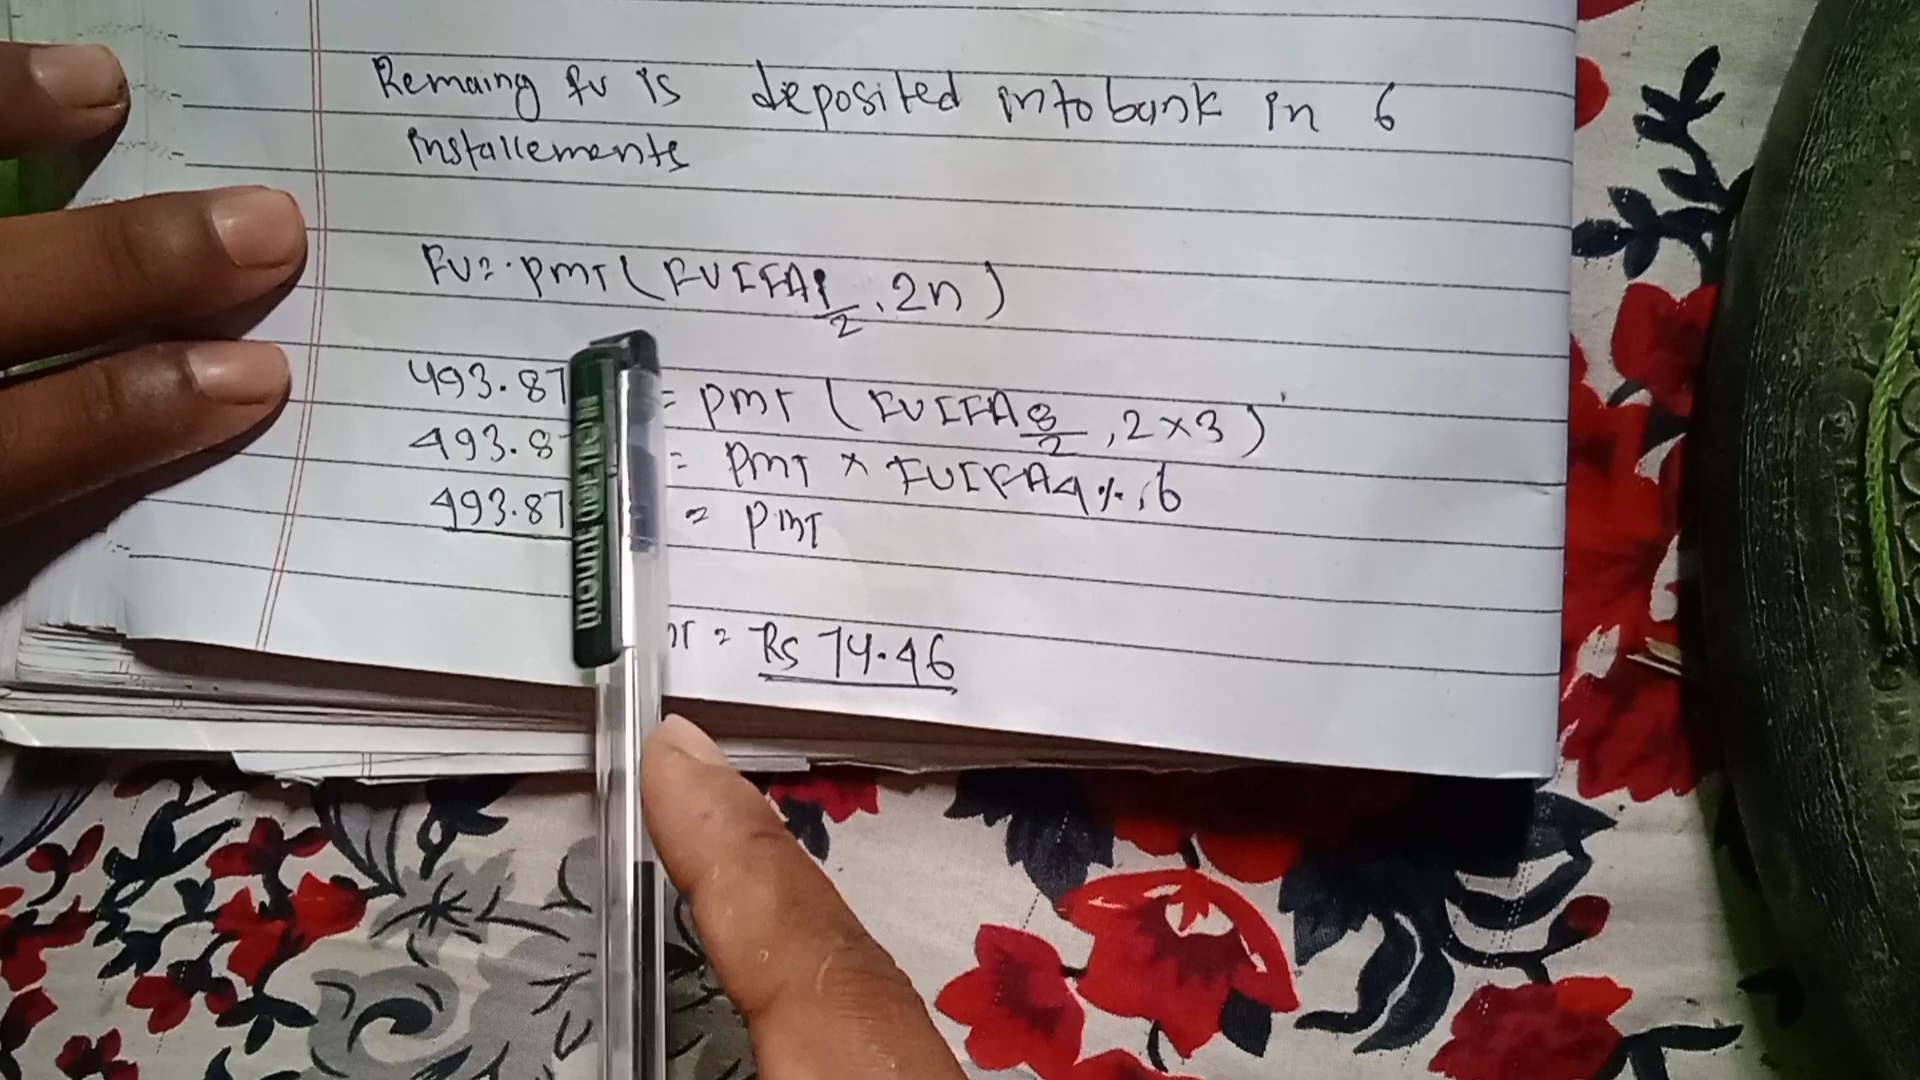 Remaing fv is deposited into bank in 6
installements
FV = PMT ( FVIFA 8/2 , 2n )
493.87 = PMT ( FVIFA 8/2 , 2×3 )
493.8 = PMT × FVIFA 4% , 6
493.87 = PMT
= Rs 74.46